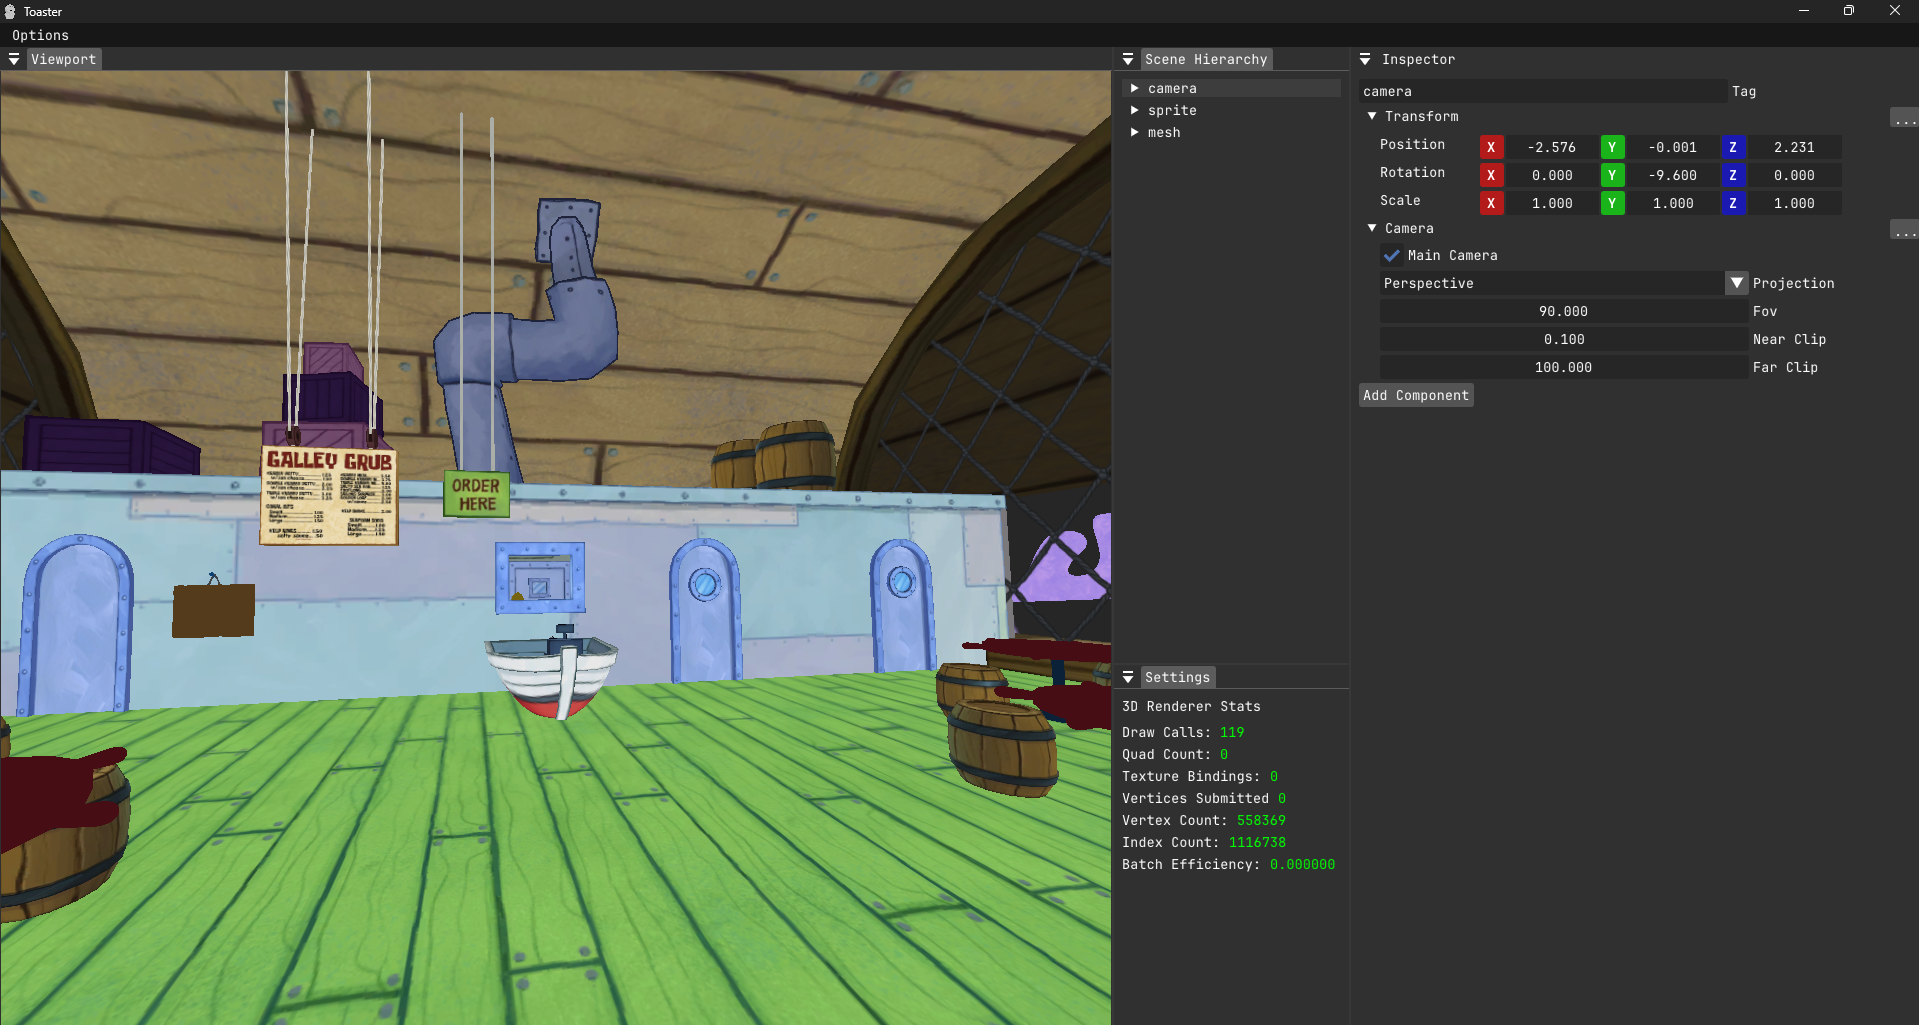 Toaster
Options
Viewport
GALLEY GRUB
ORDER
HERE
Scene Hierarchy
camera
sprite
mesh
Settings
3D Renderer Stats
Draw Calls: 119
Quad Count: 0
Texture Bindings: 0
Vertices Submitted 0
Vertex Count: 558369
Index Count: 1116738
Batch Efficiency: 0.000000
Inspector
camera Tag
Transform ...
Position X -2.576 Y -0.001 Z 2.231
Rotation X 0.000 Y -9.600 Z 0.000
Scale X 1.000 Y 1.000 Z 1.000
Camera ...
Main Camera
Perspective Projection
90.000 Fov
0.100 Near Clip
100.000 Far Clip
Add Component